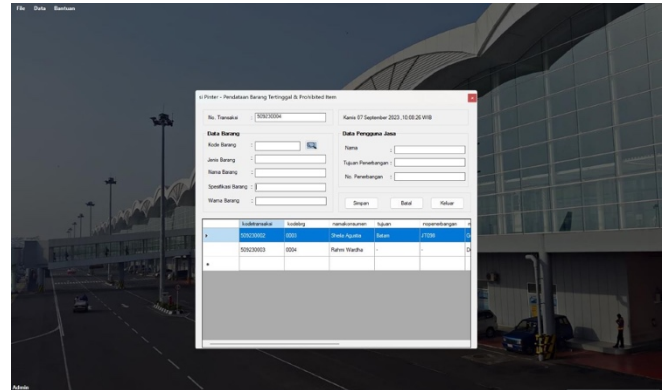 File Data Bantuan
si Pinter - Pendataan Barang Tertinggal & Prohibited Item
No. Transaksi : 509230004
Kamis 07 September 2023 , 10:08:20 WIB
Data Barang
Data Pengguna Jasa
Kode Barang :
Nama :
Jenis Barang :
Tujuan Penerbangan :
Nama Barang :
No. Penerbangan :
Spesifikasi Barang :
Warna Barang :
Simpan Batal Keluar
kodetransaksi kodebrg namakonsumen tujuan nopenerbangan
509230002 0003 Shella Agustia Batam
509230003 0004 Rahmi Wardha - -
Admin